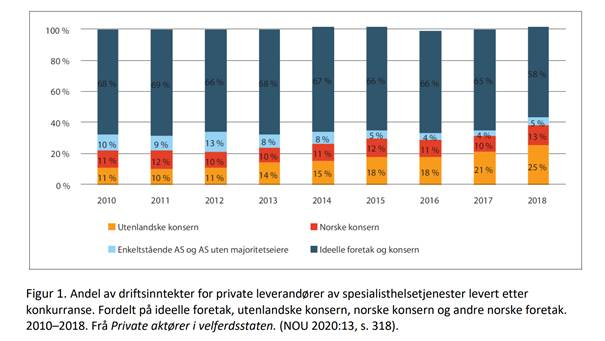 100 %
68 % 69 % 66 % 68 % 67 % 66 % 66 % 65 % 58 %
80 %
60 %
40 %
10 % 9 % 13 % 8 % 8 % 5 % 4 % 4 % 5 %
20 %
11 % 12 % 10 % 10 % 11 % 12 % 11 % 10 % 13 %
11 % 10 % 11 % 14 % 15 % 18 % 18 % 21 % 25 %
0 %
2010 2011 2012 2013 2014 2015 2016 2017 2018
Utenlandske konsern Norske konsern
Enkeltstående AS og AS uten majoritetseiere Ideelle foretak og konsern
Figur 1. Andel av driftsinntekter for private leverandører av spesialisthelsetjenester levert etter
konkurranse. Fordelt på ideelle foretak, utenlandske konsern, norske konsern og andre norske foretak.
2010–2018. Frå Private aktører i velferdsstaten. (NOU 2020:13, s. 318).